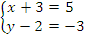 x + 3 = 5
y − 2 = −3